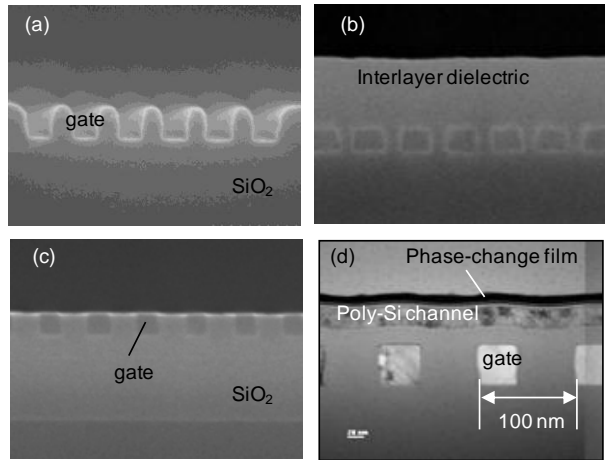 (a)
gate
SiO₂
(b)
Interlayer dielectric
(c)
gate
SiO₂
(d)
Phase-change film
Poly-Si channel
gate
100 nm